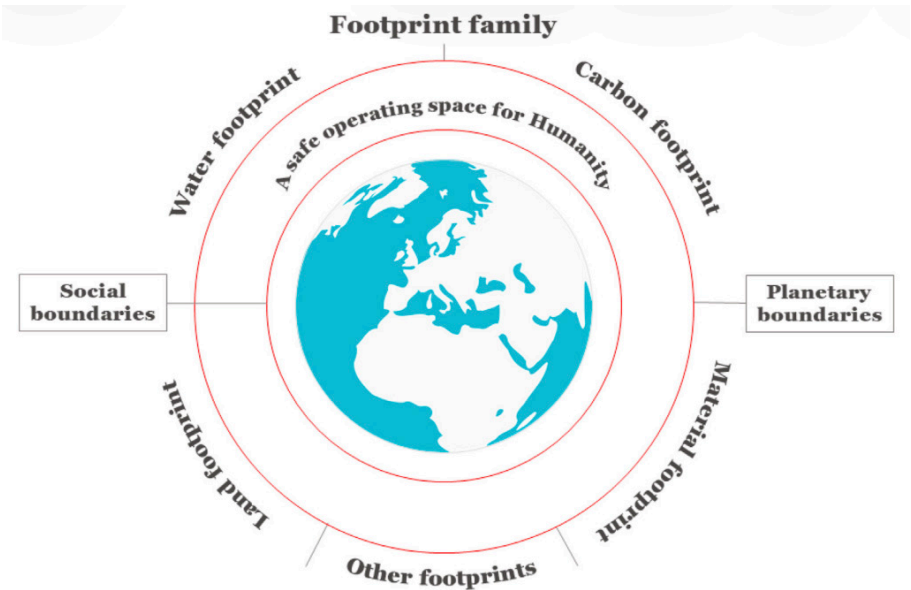 Footprint family
Water footprint
Carbon footprint
A safe operating space for Humanity
Social
boundaries
Planetary
boundaries
Land footprint
Material footprint
Other footprints